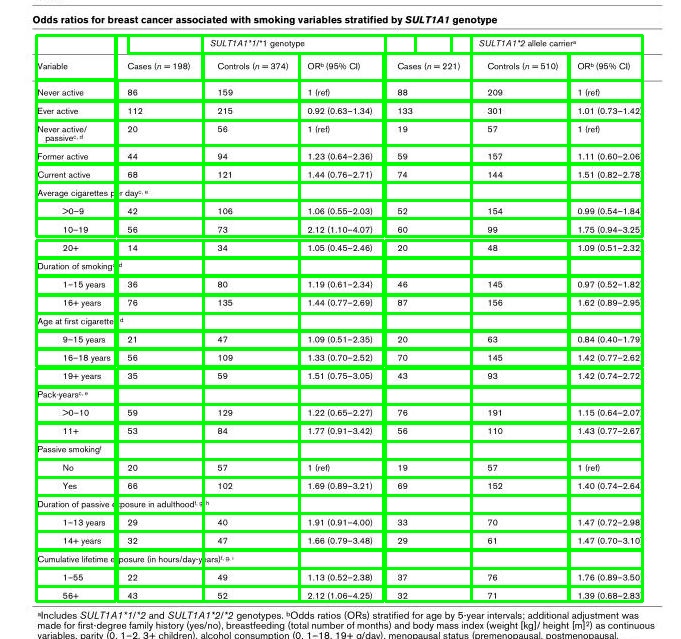 Odds ratios for breast cancer associated with smoking variables stratified by SULT1A1 genotype
SULT1A1*1/*1 genotype SULT1A1*2 allele carrierᵃ
Variable Cases (n = 198) Controls (n = 374) ORᵇ (95% CI) Cases (n = 221) Controls (n = 510) ORᵇ (95% CI)
Never active 86 159 1 (ref) 88 209 1 (ref)
Ever active 112 215 0.92 (0.63–1.34) 133 301 1.01 (0.73–1.42
Never active/ 20 56 1 (ref) 19 57 1 (ref)
passiveᶜ· ᵈ
Former active 44 94 1.23 (0.64–2.36) 59 157 1.11 (0.60–2.06
Current active 68 121 1.44 (0.76–2.71) 74 144 1.51 (0.82–2.78
Average cigarettes per dayᶜ· ᵉ
>0–9 42 106 1.06 (0.55–2.03) 52 154 0.99 (0.54–1.84
10–19 56 73 2.12 (1.10–4.07) 60 99 1.75 (0.94–3.25
20+ 14 34 1.05 (0.45–2.46) 20 48 1.09 (0.51–2.32
Duration of smoking ᵈ
1–15 years 36 80 1.19 (0.61–2.34) 46 145 0.97 (0.52–1.82
16+ years 76 135 1.44 (0.77–2.69) 87 156 1.62 (0.89–2.95
Age at first cigarette ᵈ
9–15 years 21 47 1.09 (0.51–2.35) 20 63 0.84 (0.40–1.79
16–18 years 56 109 1.33 (0.70–2.52) 70 145 1.42 (0.77–2.62
19+ years 35 59 1.51 (0.75–3.05) 43 93 1.42 (0.74–2.72
Pack-yearsᶜ· ᵉ
>0–10 59 129 1.22 (0.65–2.27) 76 191 1.15 (0.64–2.07
11+ 53 84 1.77 (0.91–3.42) 56 110 1.43 (0.77–2.67
Passive smokingᶠ
No 20 57 1 (ref) 19 57 1 (ref)
Yes 66 102 1.69 (0.89–3.21) 69 152 1.40 (0.74–2.64
Duration of passive exposure in adulthoodᶠ· ᵍ· ʰ
1–13 years 29 40 1.91 (0.91–4.00) 33 70 1.47 (0.72–2.98
14+ years 32 47 1.66 (0.79–3.48) 29 61 1.47 (0.70–3.10
Cumulative lifetime exposure (in hours/day-years)ᶠ· ᵍ· ⁱ
1–55 22 49 1.13 (0.52–2.38) 37 76 1.76 (0.89–3.50
56+ 43 52 2.12 (1.06–4.25) 32 71 1.39 (0.68–2.83
ᵃIncludes SULT1A1*1/*2 and SULT1A1*2/*2 genotypes. ᵇOdds ratios (ORs) stratified for age by 5-year intervals; additional adjustment was
made for first-degree family history (yes/no), breastfeeding (total number of months) and body mass index (weight [kg]/ height [m]²) as continuous
variables, parity (0, 1–2, 3+ children), alcohol consumption (0, 1–18, 19+ g/day), menopausal status (premenopausal, postmenopausal,